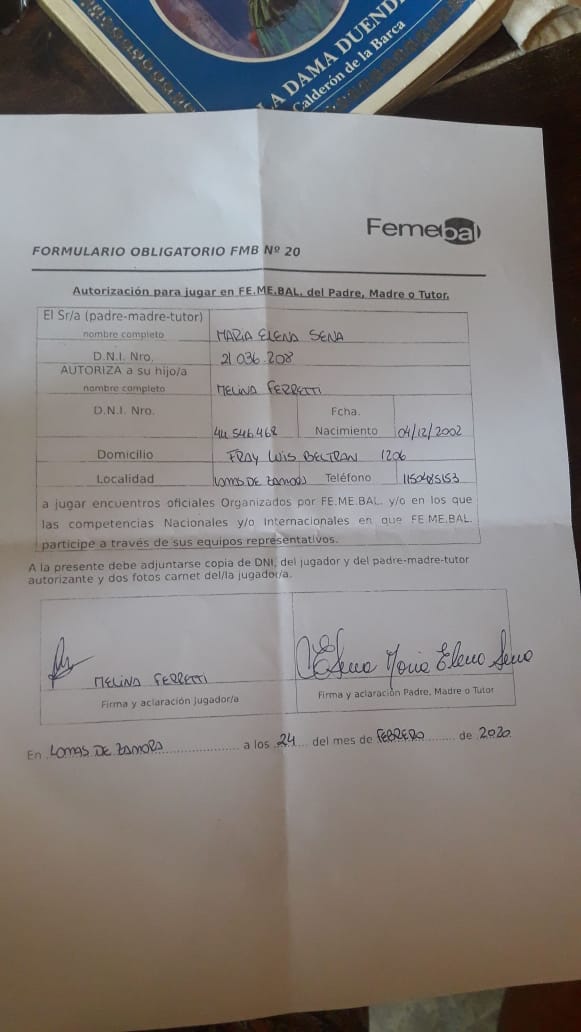 LA DAMA DUENDE
Calderón de la Barca
Femebal
FORMULARIO OBLIGATORIO FMB Nº 20
Autorización para jugar en FE.ME.BAL. del Padre, Madre o Tutor.
El Sr/a (padre-madre-tutor)
nombre completo MARIA ELENA SENA
D.N.I. Nro. 21 036.208
AUTORIZA a su hijo/a
nombre completo MELINA FERRETTI
D.N.I. Nro. 44 546.468 Fcha. Nacimiento 04/12/2002
Domicilio FRAY LUIS BELTRAN 1206
Localidad LOMAS DE ZAMORA Teléfono
a jugar encuentros oficiales Organizados por FE.ME.BAL. y/o en los que
las competencias Nacionales y/o Internacionales en que FE.ME.BAL.
participe a través de sus equipos representativos.
A la presente debe adjuntarse copia de DNI, del jugador y del padre-madre-tutor
autorizante y dos fotos carnet del/la jugador/a.
MELINA FERRETTI
Firma y aclaración jugador/a
Sena Maria Elena Sena
Firma y aclaración Padre, Madre o Tutor
En LOMAS DE ZAMORA a los 24 del mes de FEBRERO de 2020